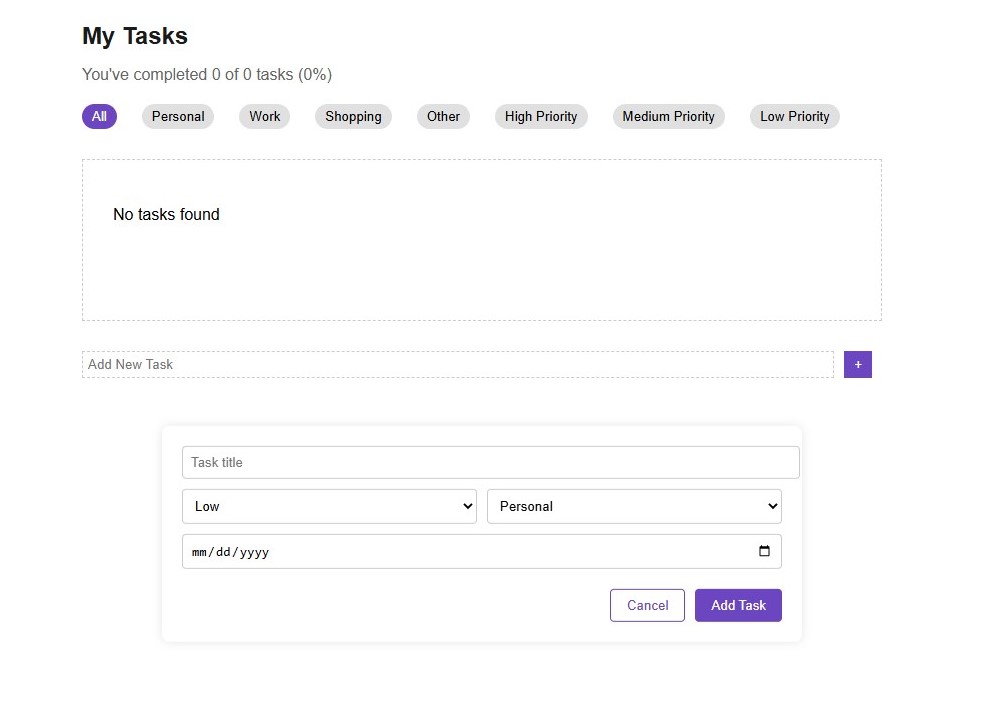 My Tasks
You've completed 0 of 0 tasks (0%)
All Personal Work Shopping Other High Priority Medium Priority Low Priority
No tasks found
Add New Task +
Task title
Low Personal
mm/dd/yyyy
Cancel Add Task